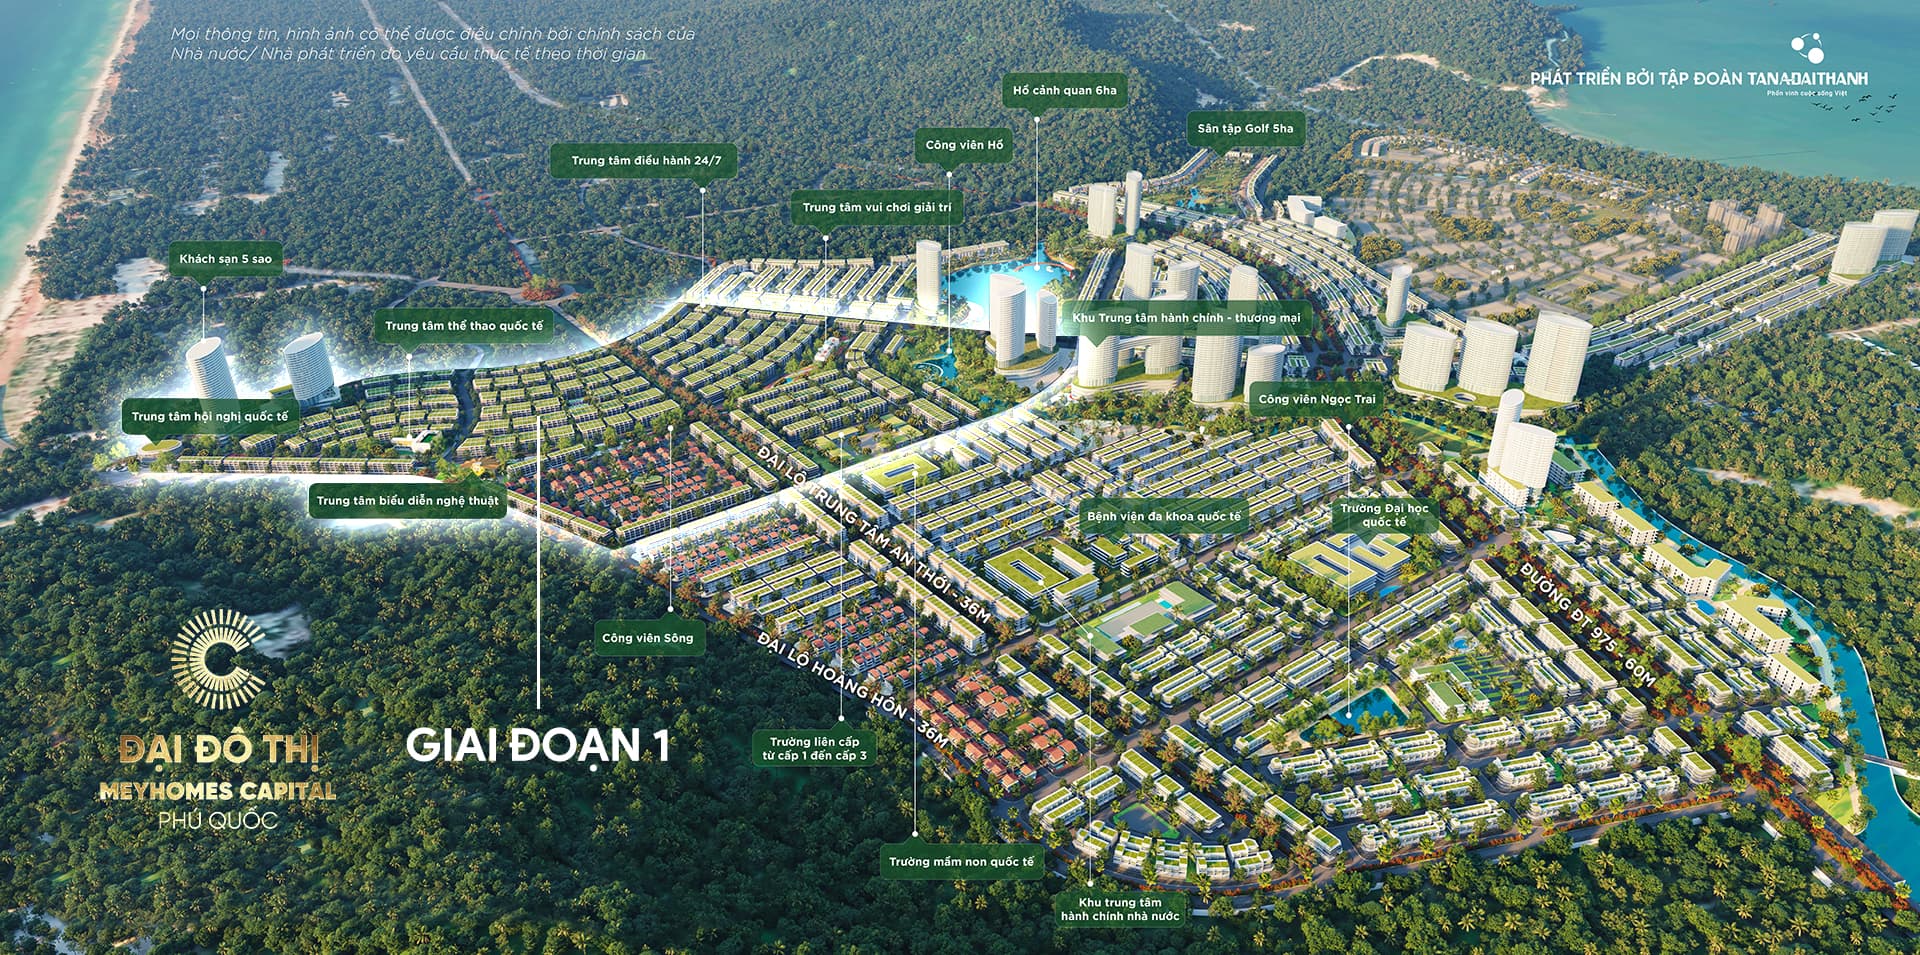 Mọi thông tin, hình ảnh có thể được điều chỉnh bởi chính sách của
Nhà nước/ Nhà phát triển do yêu cầu thực tế theo thời gian
PHÁT TRIỂN BỞI TẬP ĐOÀN TANADAITHANH
Phồn vinh cuộc sống Việt
Hồ cảnh quan 6ha
Sân tập Golf 5ha
Công viên Hồ
Trung tâm điều hành 24/7
Trung tâm vui chơi giải trí
Khách sạn 5 sao
Trung tâm thể thao quốc tế
Khu Trung tâm hành chính - thương mại
Công viên Ngọc Trai
Trung tâm hội nghị quốc tế
Trung tâm biểu diễn nghệ thuật
ĐẠI LỘ TRUNG TÂM AN THỚI - 36M
Bệnh viện đa khoa quốc tế
Trường Đại học
quốc tế
ĐƯỜNG ĐT 975 - 60M
Công viên Sông
ĐẠI LỘ HOÀNG HÔN - 36M
GIAI ĐOẠN 1
ĐẠI ĐÔ THỊ
MEYHOMES CAPITAL
PHÚ QUỐC
Trường liên cấp
từ cấp 1 đến cấp 3
Trường mầm non quốc tế
Khu trung tâm
hành chính nhà nước